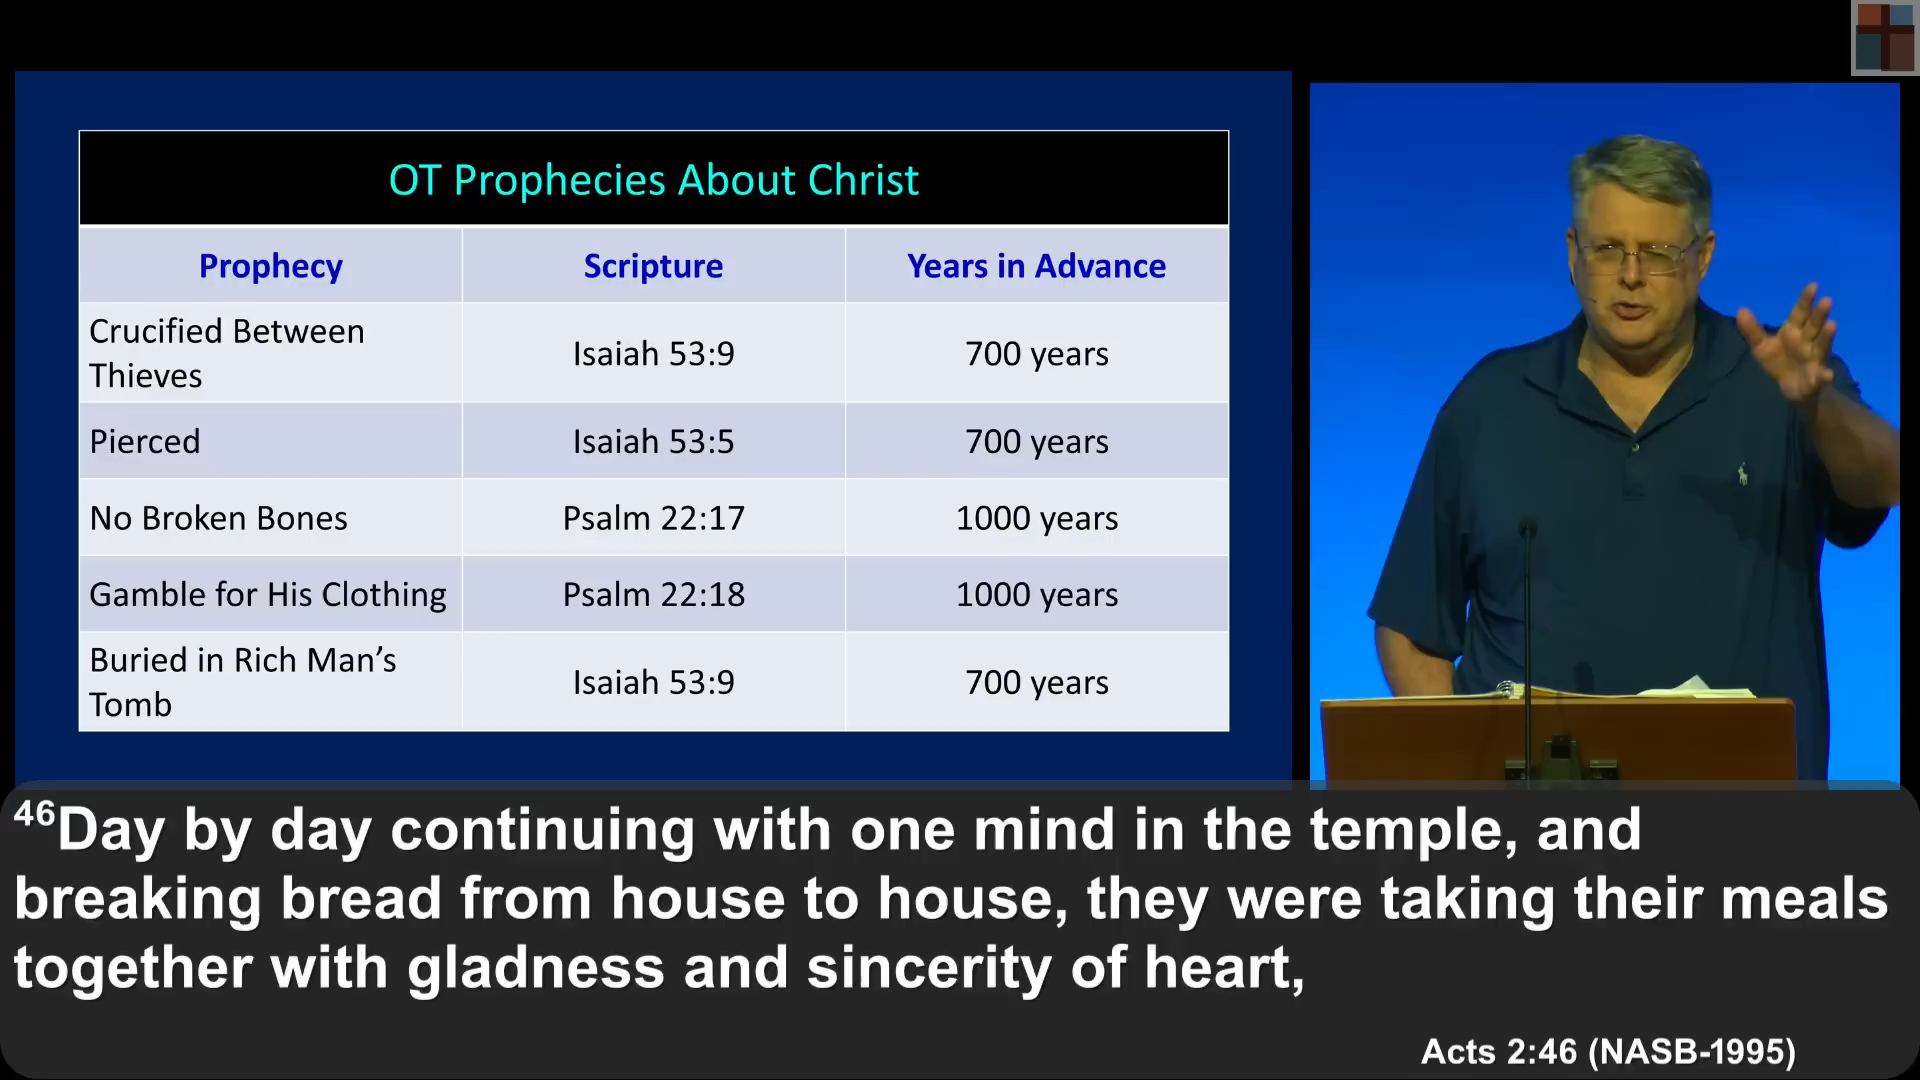 OT Prophecies About Christ
Prophecy Scripture Years in Advance
Crucified Between
Thieves Isaiah 53:9 700 years
Pierced Isaiah 53:5 700 years
No Broken Bones Psalm 22:17 1000 years
Gamble for His Clothing Psalm 22:18 1000 years
Buried in Rich Man’s
Tomb Isaiah 53:9 700 years
46Day by day continuing with one mind in the temple, and
breaking bread from house to house, they were taking their meals
together with gladness and sincerity of heart,
Acts 2:46 (NASB-1995)